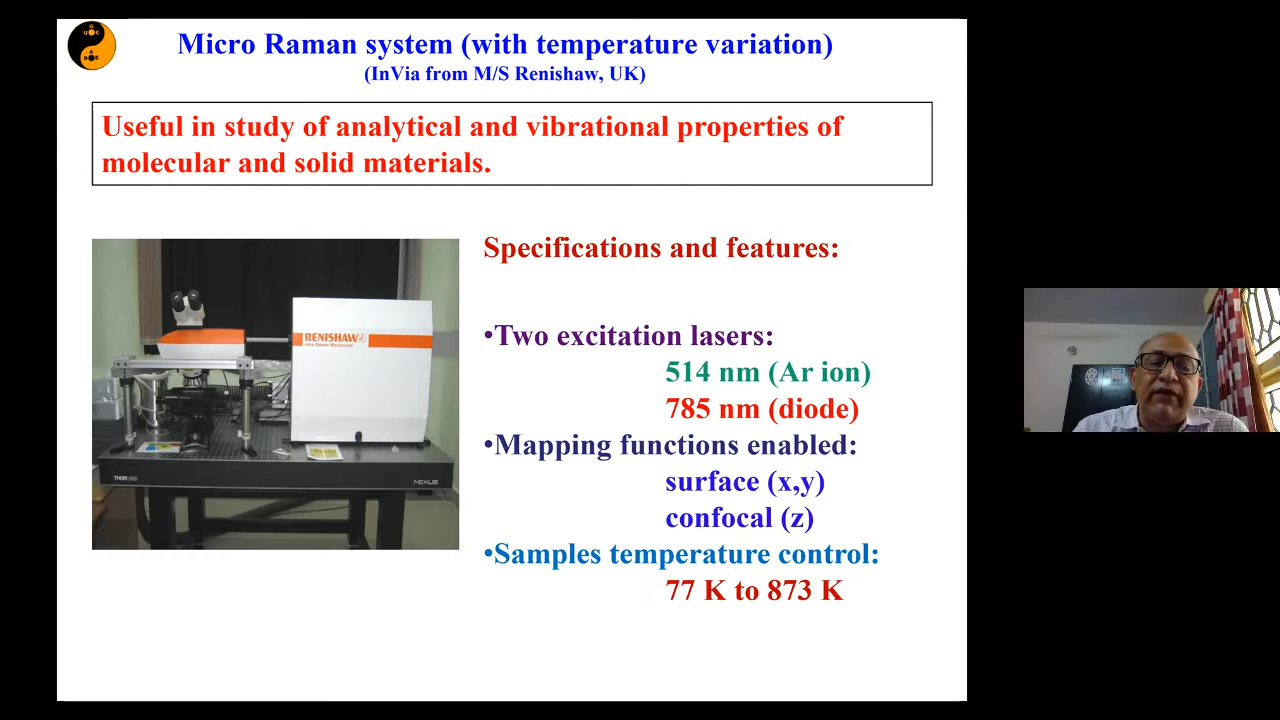 Micro Raman system (with temperature variation)
(InVia from M/S Renishaw, UK)
Useful in study of analytical and vibrational properties of
molecular and solid materials.
Specifications and features:
•Two excitation lasers:
514 nm (Ar ion)
785 nm (diode)
•Mapping functions enabled:
surface (x,y)
confocal (z)
•Samples temperature control:
77 K to 873 K
RENISHAW
NEXUS